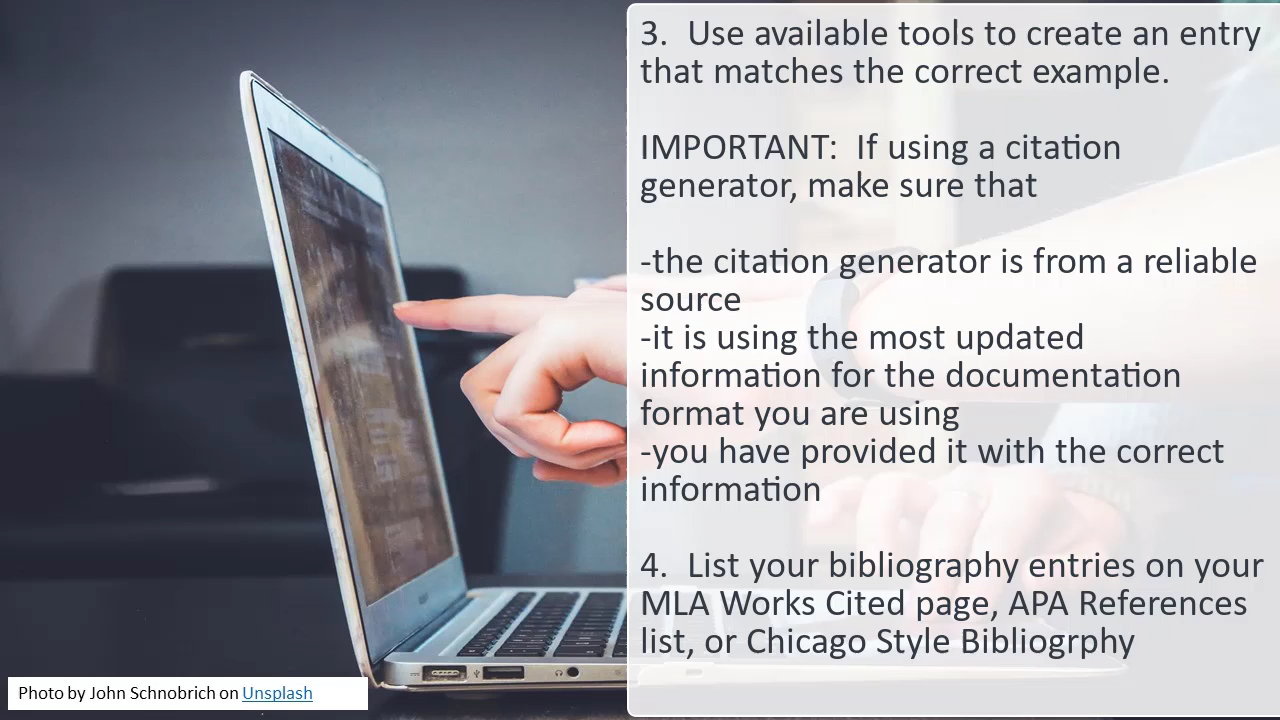 3.  Use available tools to create an entry
that matches the correct example.
IMPORTANT:  If using a citation
generator, make sure that
-the citation generator is from a reliable
source
-it is using the most updated
information for the documentation
format you are using
-you have provided it with the correct
information
4.  List your bibliography entries on your
MLA Works Cited page, APA References
list, or Chicago Style Bibliogrphy
Photo by John Schnobrich on Unsplash